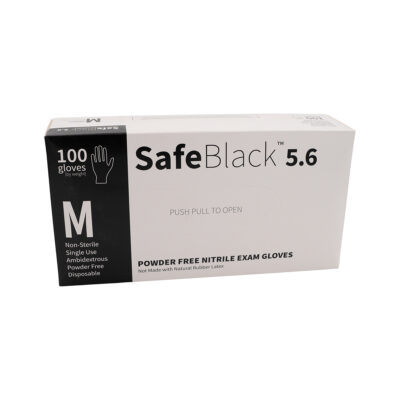 M
100
100
gloves
(by weight)
M
Non-Sterile
Single Use
Ambidextrous
Powder Free
Disposable
SafeBlack™ 5.6
PUSH PULL TO OPEN
POWDER FREE NITRILE EXAM GLOVES
Not Made with Natural Rubber Latex